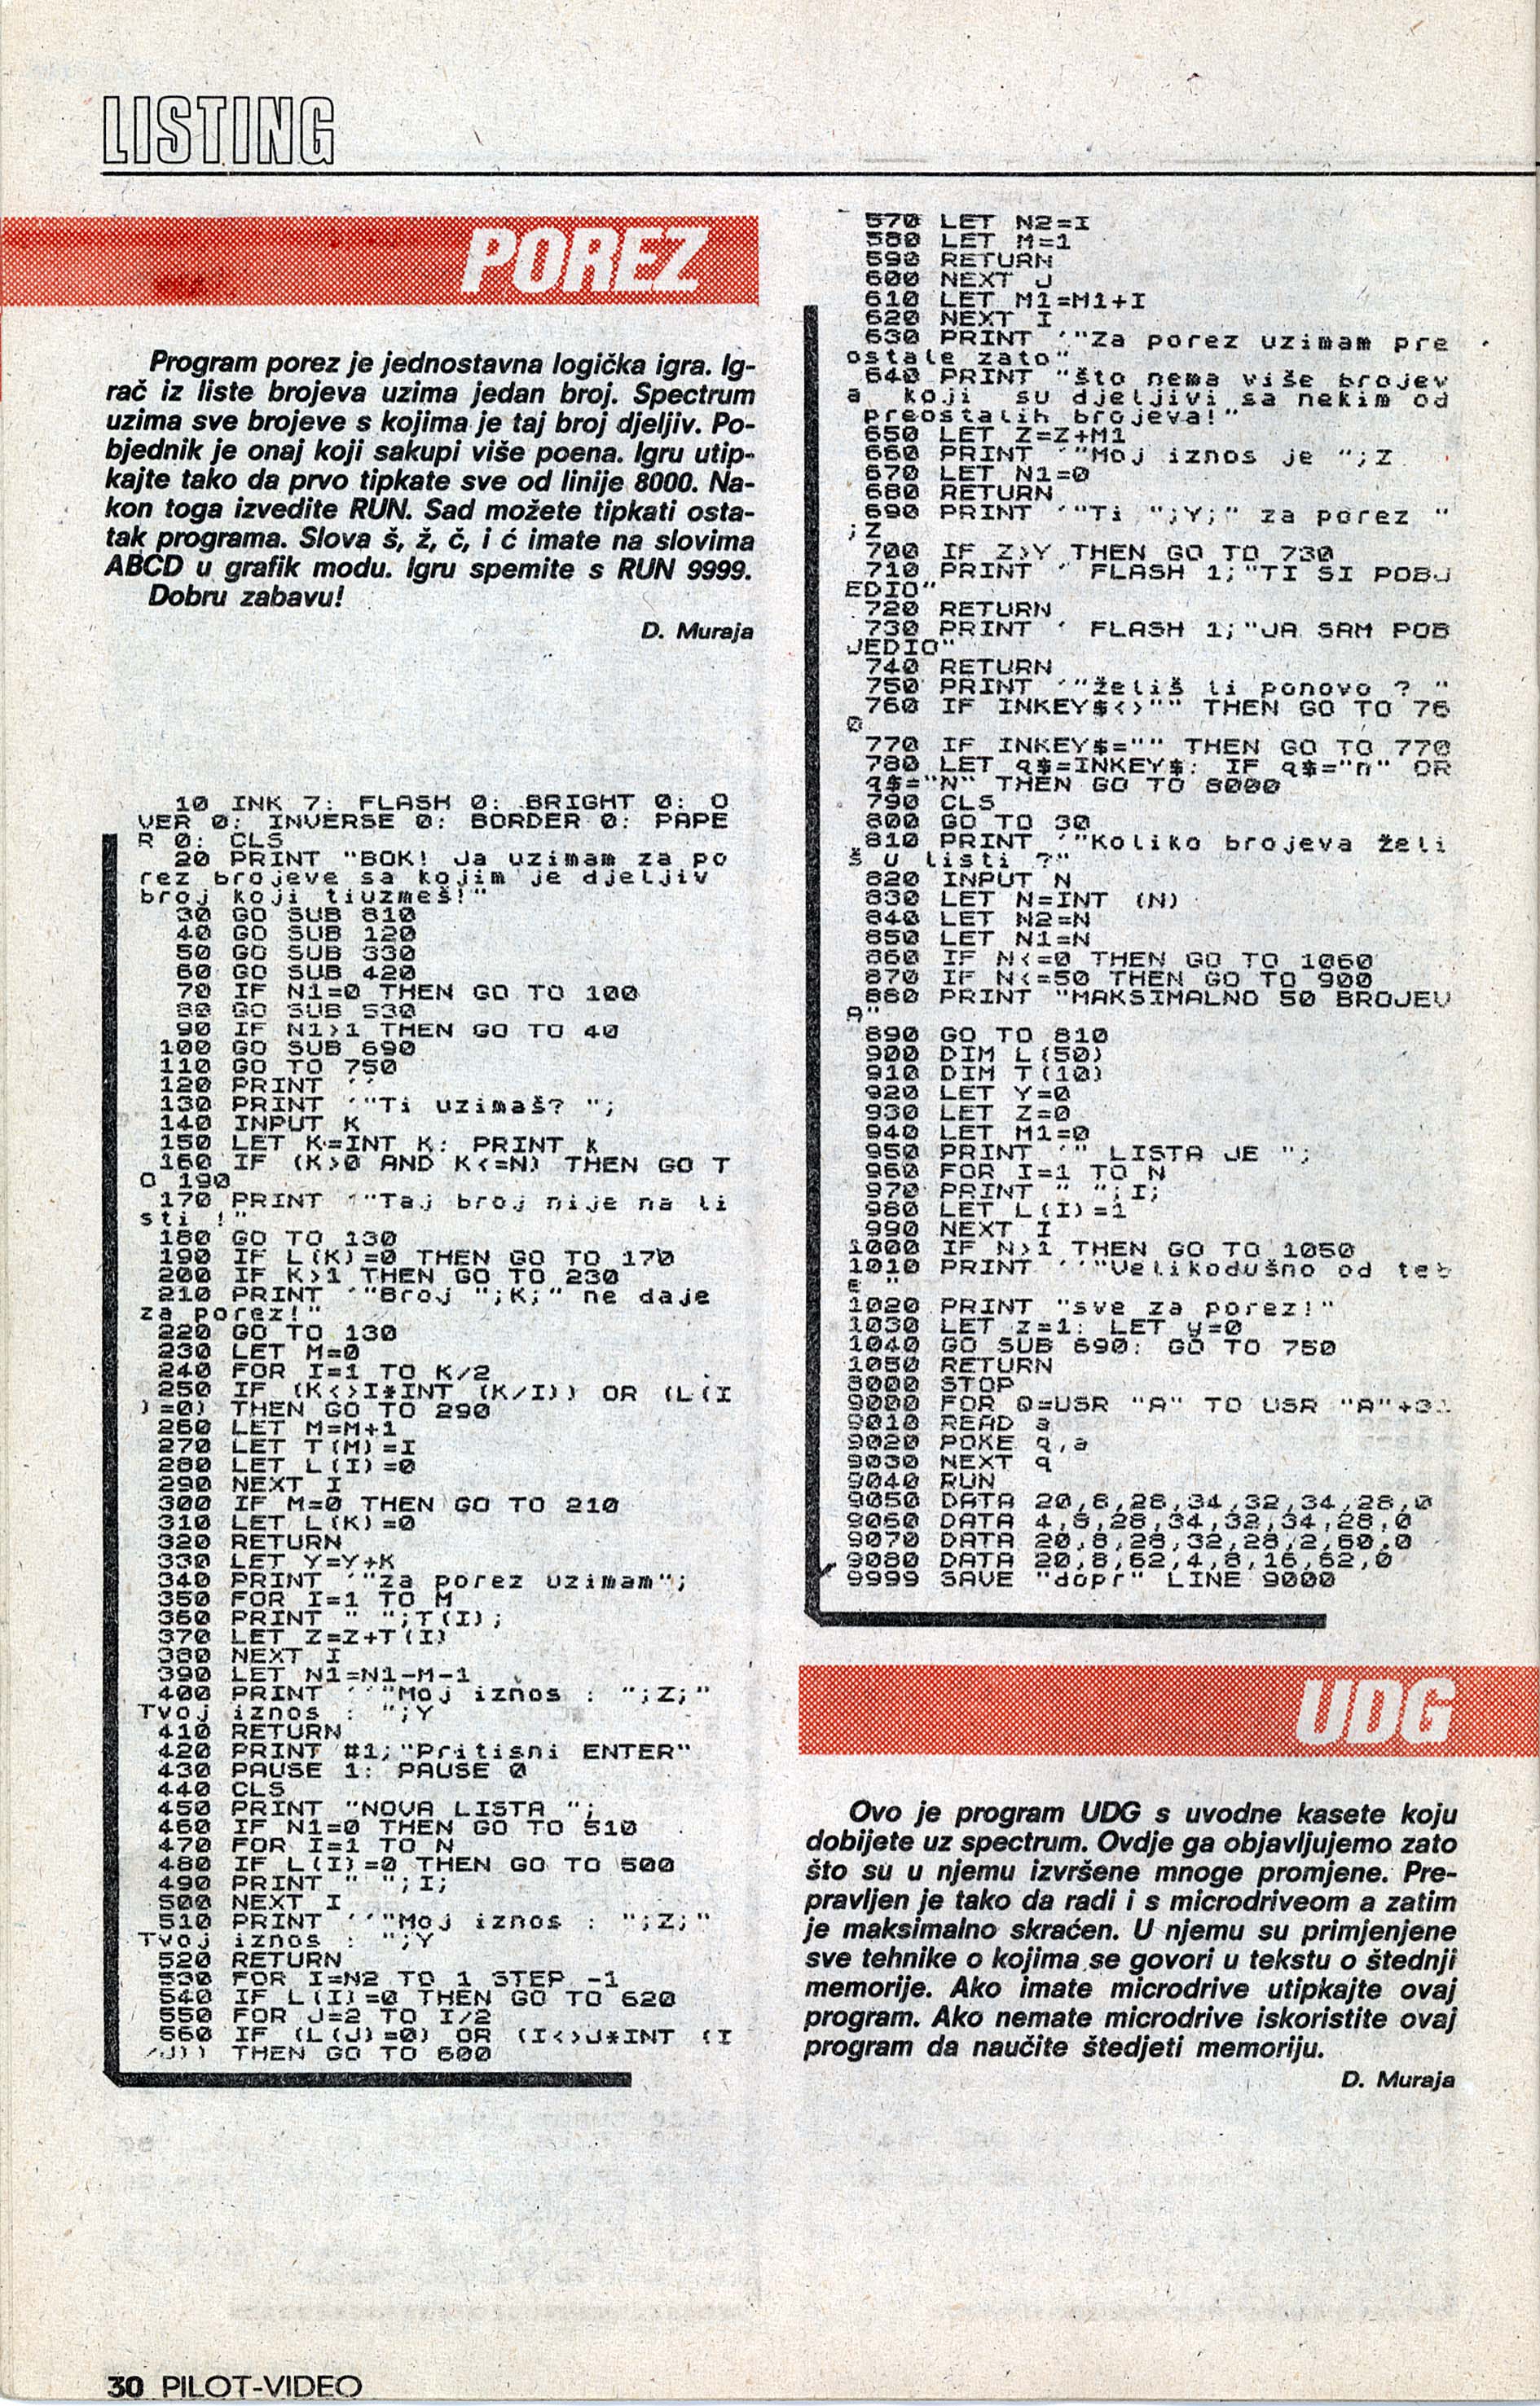 LISTING
POREZ
Program porez je jednostavna logička igra. Ig-
rač iz liste brojeva uzima jedan broj. Spectrum
uzima sve brojeve s kojima je taj broj djeljiv. Po-
bjednik je onaj koji sakupi više poena. Igru utip-
kajte tako da prvo tipkate sve od linije 8000. Na-
kon toga izvedite RUN. Sad možete tipkati osta-
tak programa. Slova š, ž, č, i ć imate na slovima
ABCD u grafik modu. Igru spemite s RUN 9999.
Dobru zabavu!
D. Muraja
10 INK 7: FLASH 0: BRIGHT 0: O
VER 0: INVERSE 0: BORDER 0: PAPE
R 0: CLS
20 PRINT "BOK! Ja uzimam za po
rez brojeve sa kojim je djeljiv
broj koji tiuzmeš!"
30 GO SUB 810
40 GO SUB 120
50 GO SUB 330
60 GO SUB 420
70 IF N1=0 THEN GO TO 100
80 GO SUB 530
90 IF N1>1 THEN GO TO 40
100 GO SUB 690
110 GO TO 750
120 PRINT ''
130 PRINT '"Ti uzimaš? ";
140 INPUT K
150 LET K=INT K: PRINT k
160 IF (K>0 AND K<=N) THEN GO T
O 190
170 PRINT '"Taj broj nije na li
sti !"
180 GO TO 130
190 IF L(K)=0 THEN GO TO 170
200 IF K>1 THEN GO TO 230
210 PRINT '"Broj ";K;" ne daje
za porez!"
220 GO TO 130
230 LET M=0
240 FOR I=1 TO K/2
250 IF (K<>I*INT (K/I)) OR (L(I
)=0) THEN GO TO 290
260 LET M=M+1
270 LET T(M)=I
280 LET L(I)=0
290 NEXT I
300 IF M=0 THEN GO TO 210
310 LET L(K)=0
320 RETURN
330 LET Y=Y+K
340 PRINT '"za porez uzimam";
350 FOR I=1 TO M
360 PRINT " ";T(I);
370 LET Z=Z+T(I)
380 NEXT I
390 LET N1=N1-M-1
400 PRINT ''"Moj iznos : ";Z;"
Tvoj iznos : ";Y
410 RETURN
420 PRINT #1;"Pritisni ENTER"
430 PAUSE 1: PAUSE 0
440 CLS
450 PRINT "NOVA LISTA ";
460 IF N1=0 THEN GO TO 510
470 FOR I=1 TO N
480 IF L(I)=0 THEN GO TO 500
490 PRINT " ";I;
500 NEXT I
510 PRINT ''"Moj iznos : ";Z;"
Tvoj iznos : ";Y
520 RETURN
530 FOR I=N2 TO 1 STEP -1
540 IF L(I)=0 THEN GO TO 620
550 FOR J=2 TO I/2
560 IF (L(J)=0) OR (I<>J*INT (I
/J)) THEN GO TO 600
570 LET N2=I
580 LET M=1
590 RETURN
600 NEXT J
610 LET M1=M1+I
620 NEXT I
630 PRINT '"Za porez uzimam pre
ostale zato"
640 PRINT "što nema više brojev
a koji su djeljivi sa nekim od
preostalih brojeva!"
650 LET Z=Z+M1
660 PRINT '"Moj iznos je ";Z
670 LET N1=0
680 RETURN
690 PRINT '"Ti ";Y;" za porez "
;Z
700 IF Z>Y THEN GO TO 730
710 PRINT ' FLASH 1;"TI SI POBJ
EDIO"
720 RETURN
730 PRINT ' FLASH 1;"JA SAM POB
JEDIO"
740 RETURN
750 PRINT '"želiš li ponovo ? "
760 IF INKEY$<>"" THEN GO TO 76
0
770 IF INKEY$="" THEN GO TO 770
780 LET q$=INKEY$: IF q$="n" OR
q$="N" THEN GO TO 8000
790 CLS
800 GO TO 30
810 PRINT '"Koliko brojeva želi
š u listi ?"
820 INPUT N
830 LET N=INT (N)
840 LET N2=N
850 LET N1=N
860 IF N<=0 THEN GO TO 1060
870 IF N<=50 THEN GO TO 900
880 PRINT "MAKSIMALNO 50 BROJEV
A"
890 GO TO 810
900 DIM L(50)
910 DIM T(10)
920 LET Y=0
930 LET Z=0
940 LET M1=0
950 PRINT '" LISTA JE ";
960 FOR I=1 TO N
970 PRINT " ";I;
980 LET L(I)=1
990 NEXT I
1000 IF N>1 THEN GO TO 1050
1010 PRINT ''"Velikodušno od teb
e "
1020 PRINT "sve za porez!"
1030 LET z=1: LET y=0
1040 GO SUB 690: GO TO 750
1050 RETURN
8000 STOP
9000 FOR Q=USR "A" TO USR "A"+31
9010 READ a
9020 POKE q,a
9030 NEXT q
9040 RUN
9050 DATA 20,8,28,34,32,34,28,0
9060 DATA 4,8,28,34,32,34,28,0
9070 DATA 20,8,28,32,28,2,60,0
9080 DATA 20,8,62,4,8,16,62,0
9999 SAVE "dopr" LINE 9000
UDG
Ovo je program UDG s uvodne kasete koju
dobijete uz spectrum. Ovdje ga objavljujemo zato
što su u njemu izvršene mnoge promjene. Pre-
pravljen je tako da radi i s microdriveom a zatim
je maksimalno skraćen. U njemu su primjenjene
sve tehnike o kojima se govori u tekstu o štednji
memorije. Ako imate microdrive utipkajte ovaj
program. Ako nemate microdrive iskoristite ovaj
program da naučite štedjeti memoriju.
D. Muraja
30 PILOT-VIDEO